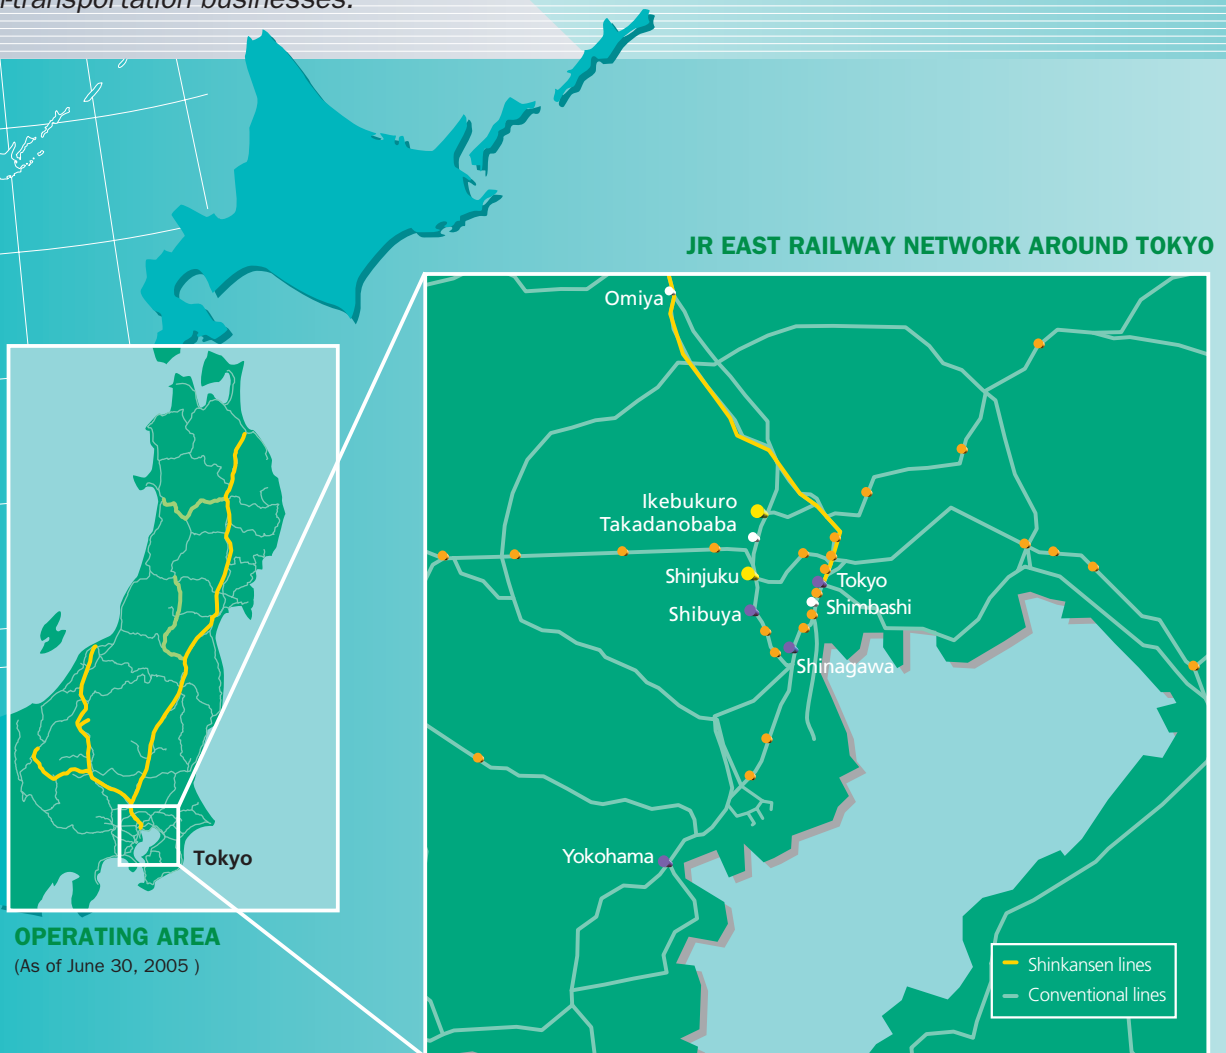 -transportation businesses.
JR EAST RAILWAY NETWORK AROUND TOKYO
Omiya
Ikebukuro
Takadanobaba
Shinjuku
Tokyo
Shimbashi
Shibuya
Shinagawa
Yokohama
Tokyo
OPERATING AREA
(As of June 30, 2005 )
Shinkansen lines
Conventional lines